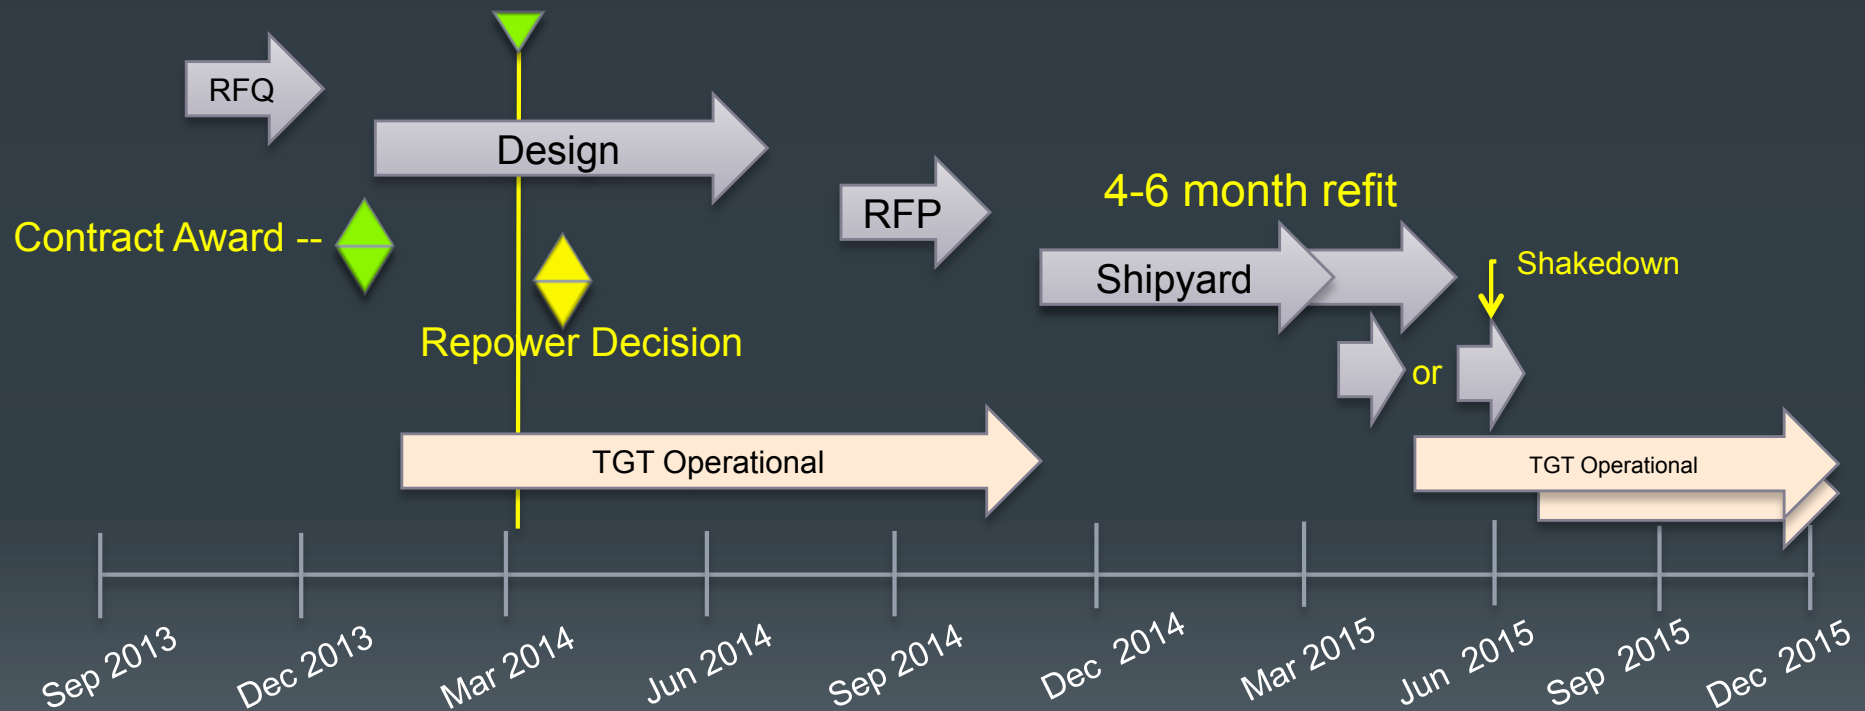 RFQ
Design
RFP
4-6 month refit
Contract Award --
Shipyard
Shakedown
Repower Decision
or
TGT Operational
TGT Operational
Sep 2013
Dec 2013
Mar 2014
Jun 2014
Sep 2014
Dec 2014
Mar 2015
Jun 2015
Sep 2015
Dec 2015